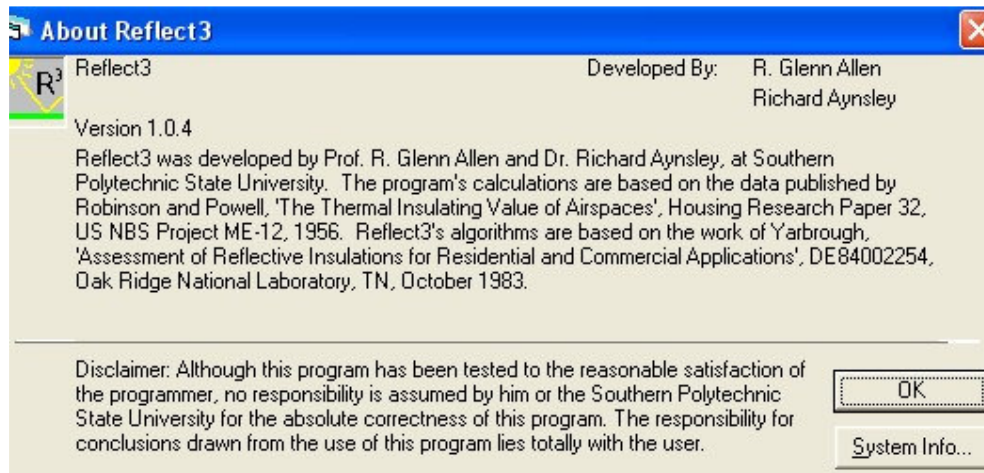 About Reflect3
R³
Reflect3
Developed By: R. Glenn Allen
Richard Aynsley
Version 1.0.4
Reflect3 was developed by Prof. R. Glenn Allen and Dr. Richard Aynsley, at Southern
Polytechnic State University. The program's calculations are based on the data published by
Robinson and Powell, 'The Thermal Insulating Value of Airspaces', Housing Research Paper 32,
US NBS Project ME-12, 1956. Reflect3's algorithms are based on the work of Yarbrough,
'Assessment of Reflective Insulations for Residential and Commercial Applications', DE84002254,
Oak Ridge National Laboratory, TN, October 1983.
Disclaimer: Although this program has been tested to the reasonable satisfaction of
the programmer, no responsibility is assumed by him or the Southern Polytechnic
State University for the absolute correctness of this program. The responsibility for
conclusions drawn from the use of this program lies totally with the user.
OK
System Info...